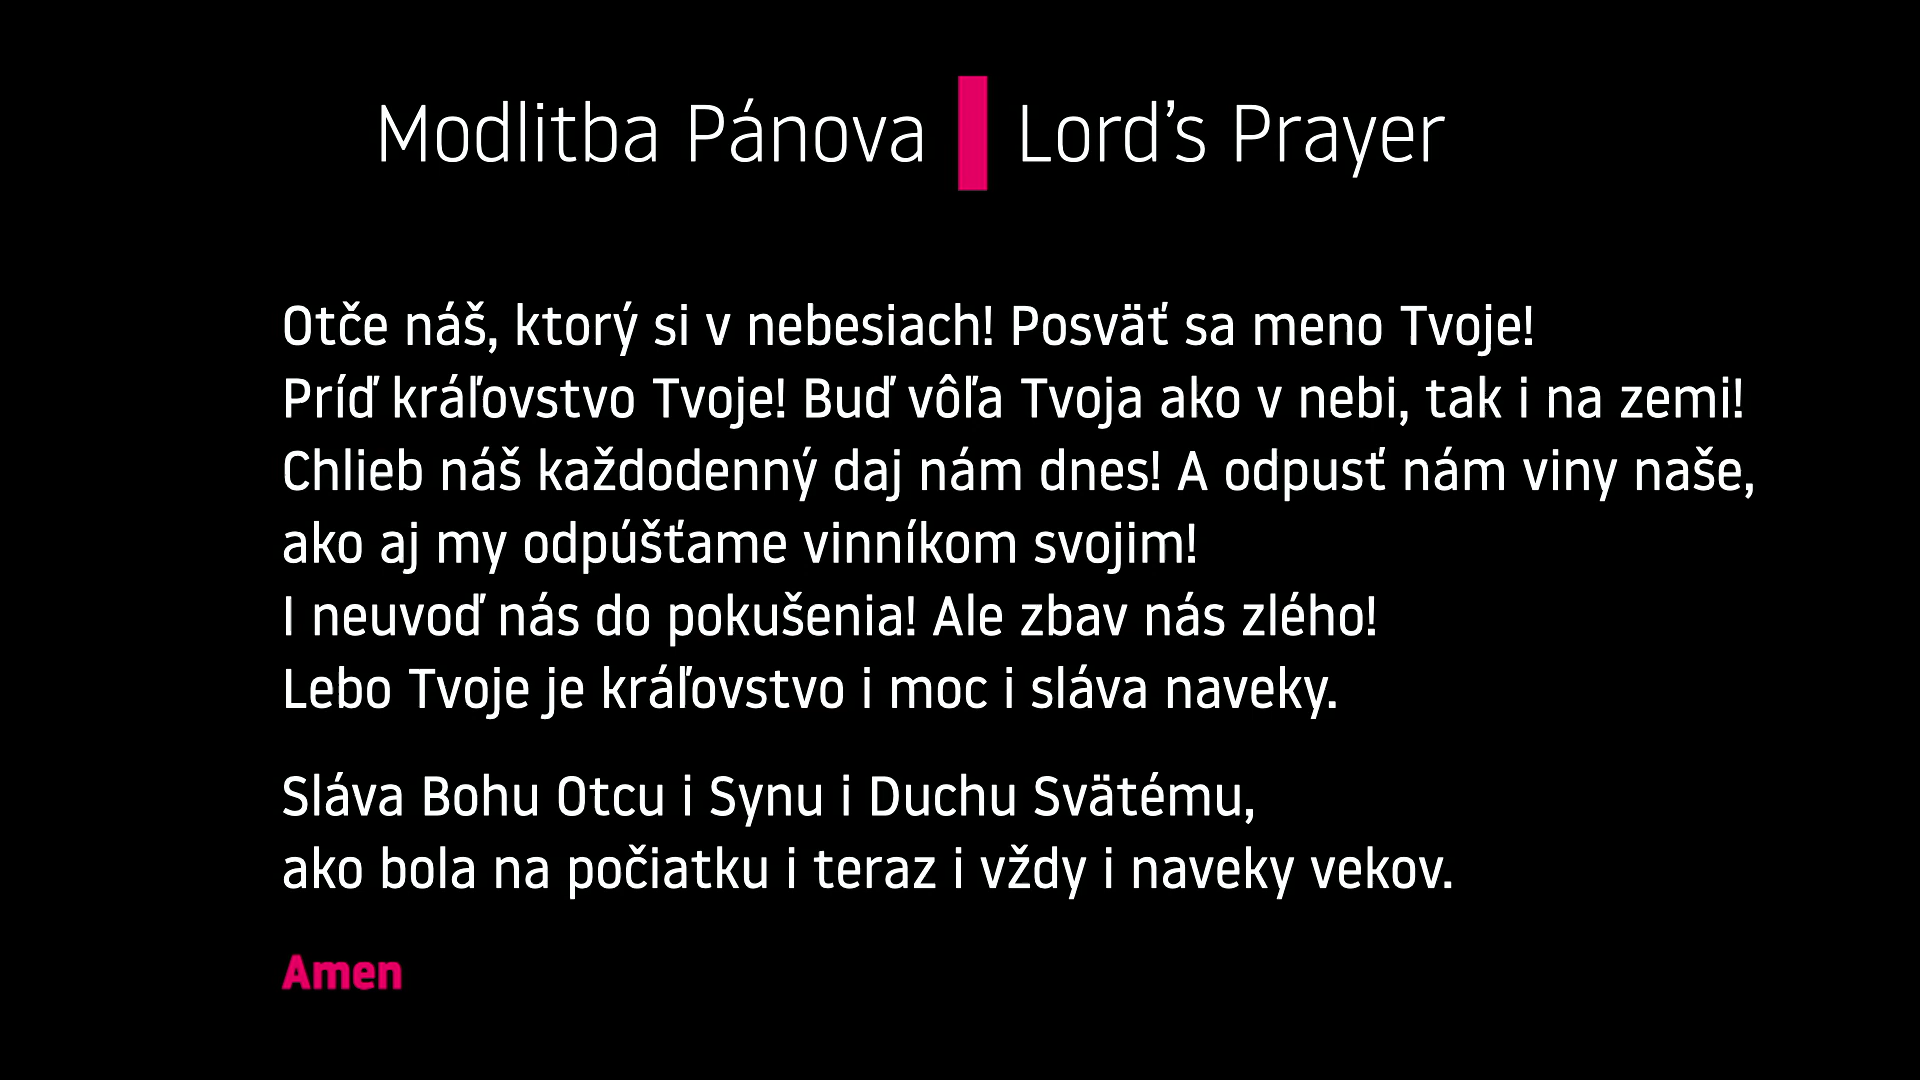 Modlitba Pánova Lord’s Prayer
Otče náš, ktorý si v nebesiach! Posväť sa meno Tvoje!
Príď kráľovstvo Tvoje! Buď vôľa Tvoja ako v nebi, tak i na zemi!
Chlieb náš každodenný daj nám dnes! A odpusť nám viny naše,
ako aj my odpúšťame vinníkom svojim!
I neuvoď nás do pokušenia! Ale zbav nás zlého!
Lebo Tvoje je kráľovstvo i moc i sláva naveky.
Sláva Bohu Otcu i Synu i Duchu Svätému,
ako bola na počiatku i teraz i vždy i naveky vekov.
Amen